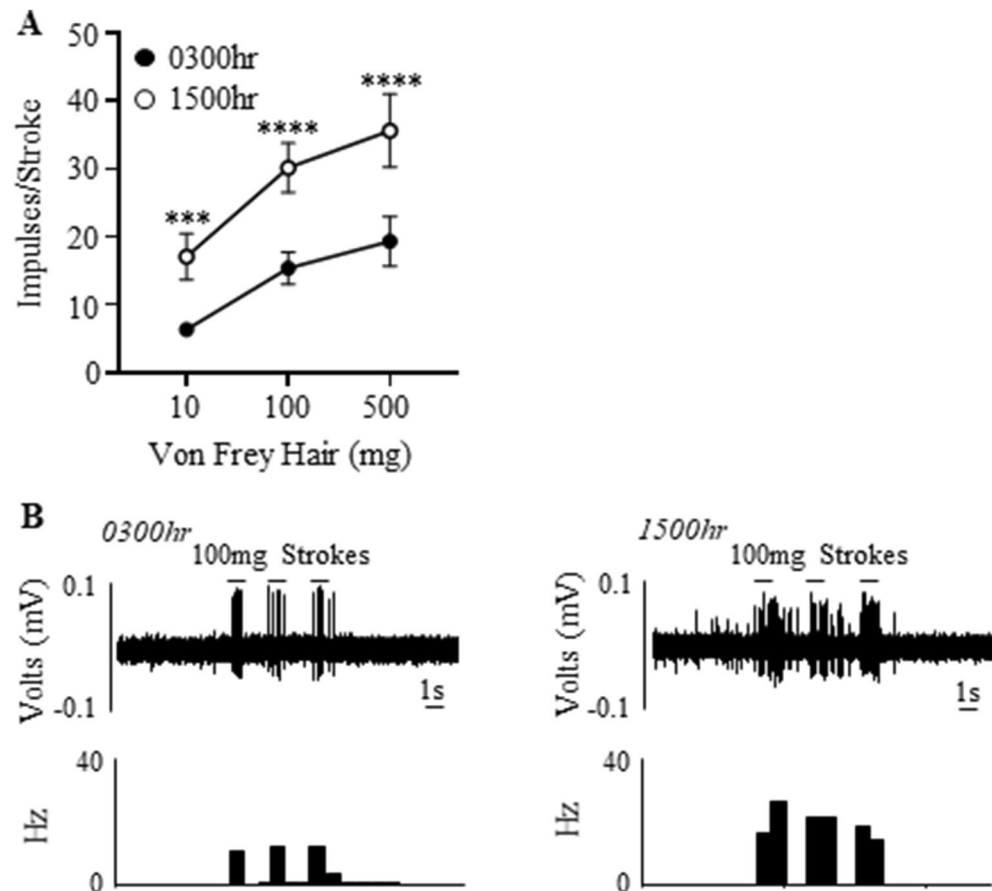 A
50
40
30
20
10
0
Impulses/Stroke
0300hr
1500hr
***
****
****
10 100 500
Von Frey Hair (mg)
B
0300hr
100mg Strokes
0.1
Volts (mV)
-0.1
1s
40
Hz
0
1500hr
100mg Strokes
0.1
Volts (mV)
-0.1
1s
40
Hz
0